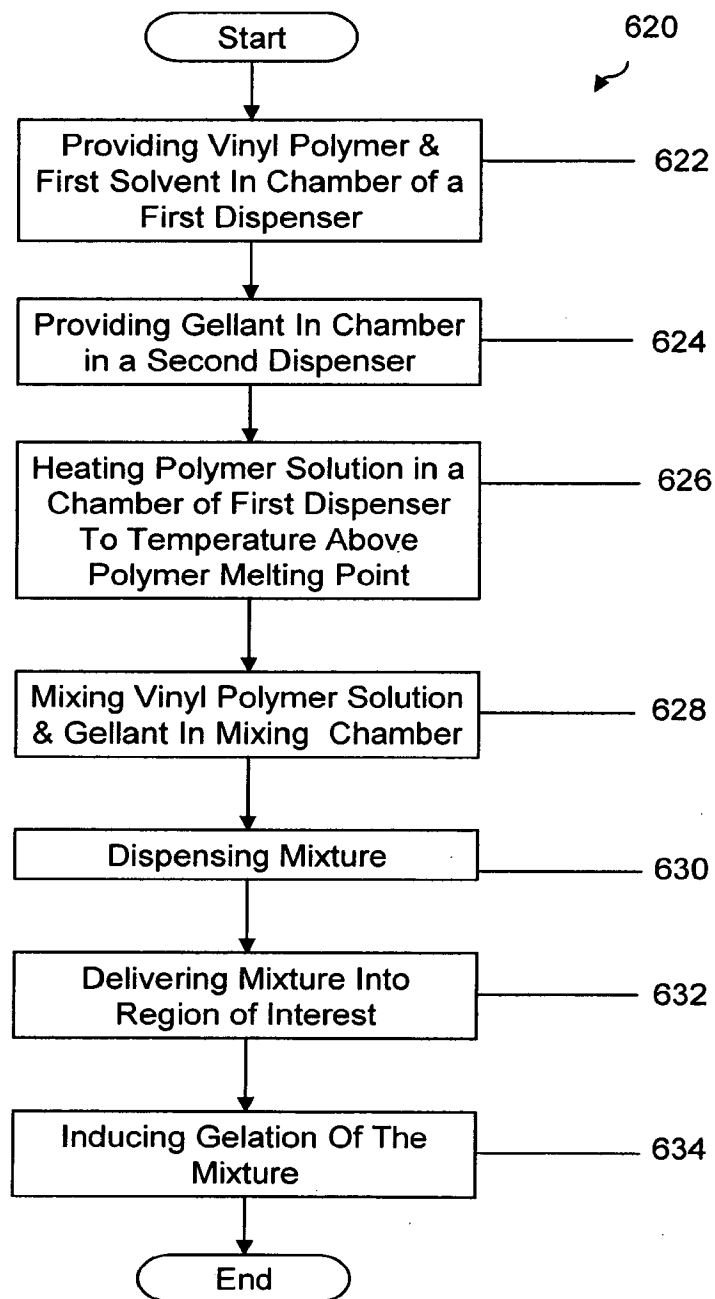 Start
620
Providing Vinyl Polymer &
First Solvent In Chamber of a
First Dispenser
622
Providing Gellant In Chamber
in a Second Dispenser
624
Heating Polymer Solution in a
Chamber of First Dispenser
To Temperature Above
Polymer Melting Point
626
Mixing Vinyl Polymer Solution
& Gellant In Mixing Chamber
628
Dispensing Mixture
630
Delivering Mixture Into
Region of Interest
632
Inducing Gelation Of The
Mixture
634
End